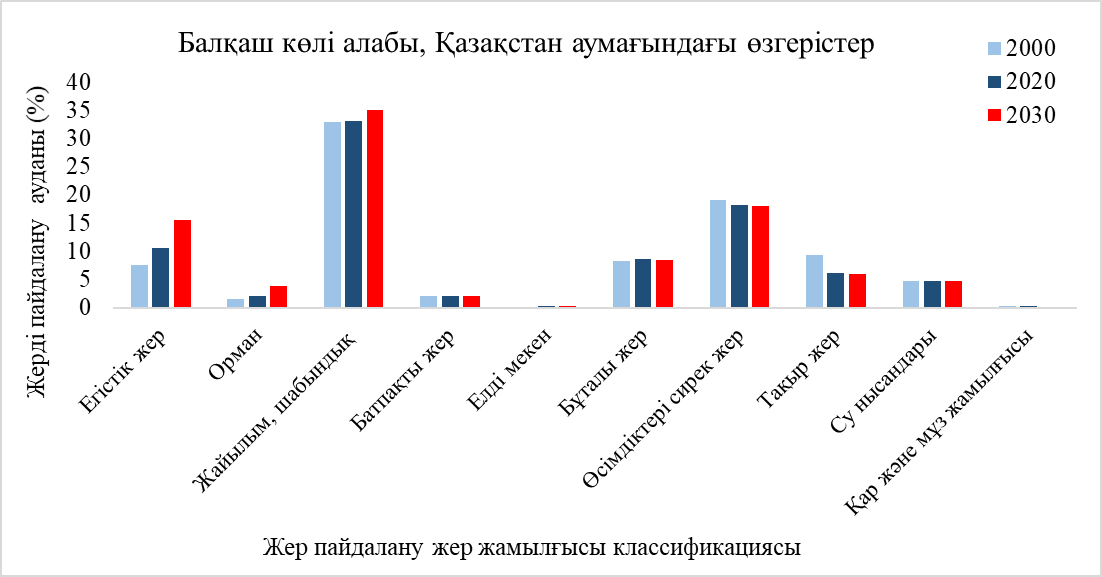 Балқаш көлі алабы, Қазақстан аумағындағы өзгерістер
2000
2020
2030
Жерді пайдалану ауданы (%)
40
35
30
25
20
15
10
5
0
Егістік жер
Орман
Жайылым, шабындық
Батпақты жер
Елді мекен
Бұталы жер
Өсімдіктері сирек жер
Тақыр жер
Су нысандары
Қар және мұз жамылғысы
Жер пайдалану жер жамылғысы классификациясы